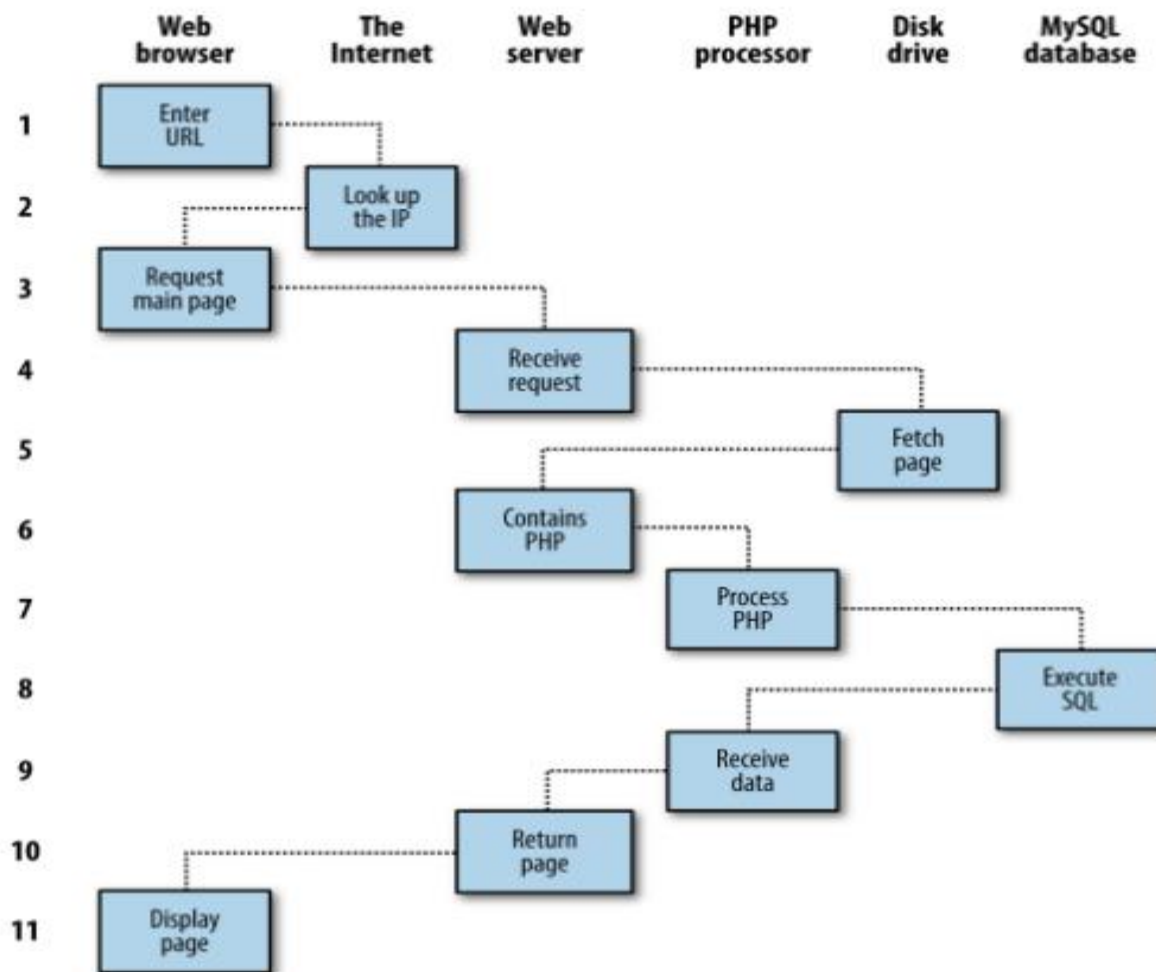 Web
browser
The
Internet
Web
server
PHP
processor
Disk
drive
MySQL
database
1
Enter
URL
2
Look up
the IP
3
Request
main page
4
Receive
request
5
Fetch
page
6
Contains
PHP
7
Process
PHP
8
Execute
SQL
9
Receive
data
10
Return
page
11
Display
page